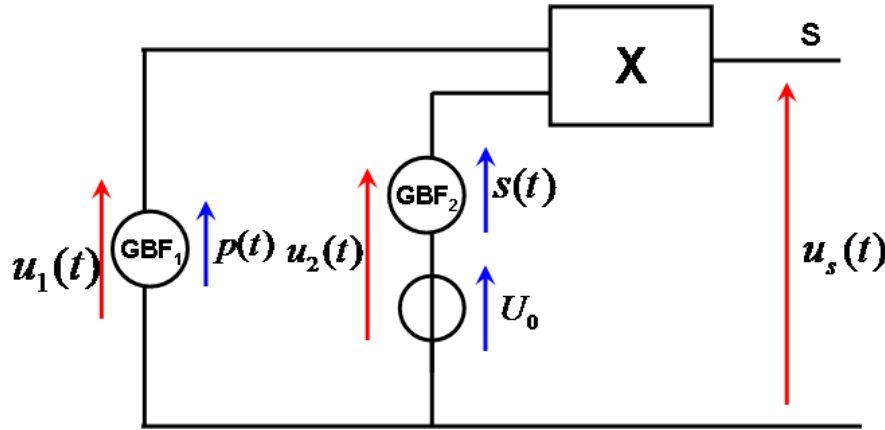 S
X
GBF₂
s(t)
GBF₁
u₁(t)
p(t)
u₂(t)
uₛ(t)
U₀